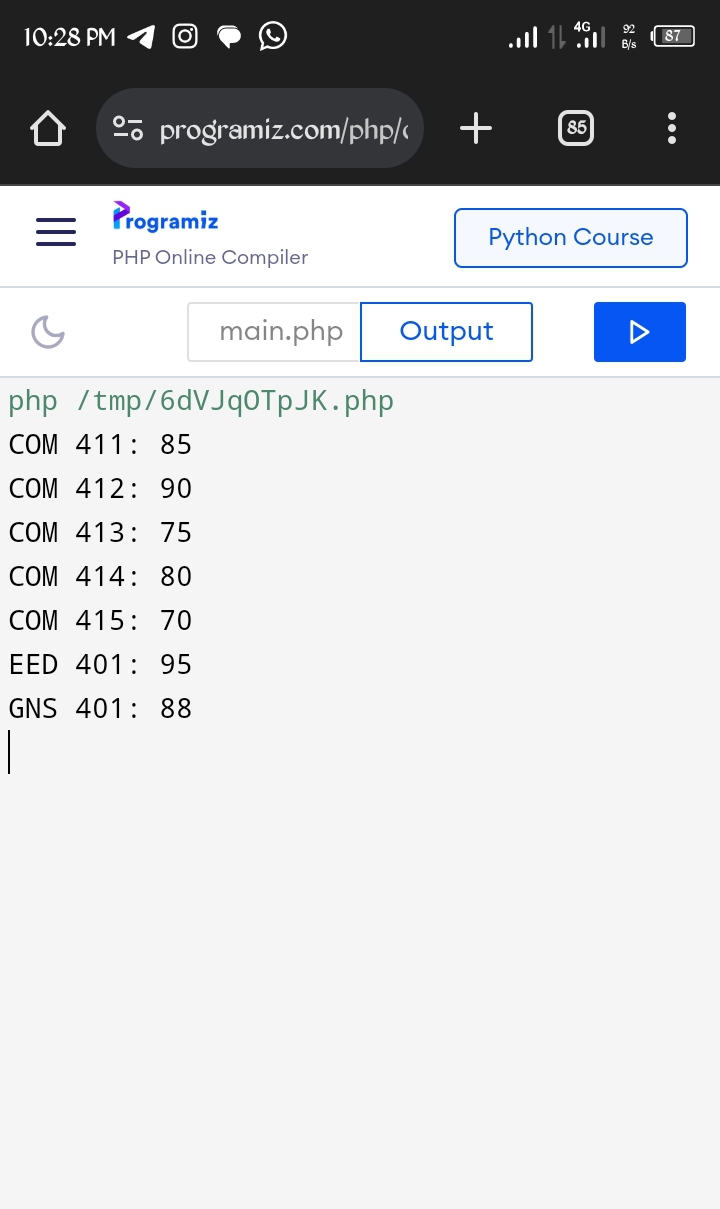 10:28 PM 4G 92 B/s 87
programiz.com/php/ 85
Programiz
PHP Online Compiler
Python Course
main.php Output
php /tmp/6dVJqOTpJK.php
COM 411: 85
COM 412: 90
COM 413: 75
COM 414: 80
COM 415: 70
EED 401: 95
GNS 401: 88